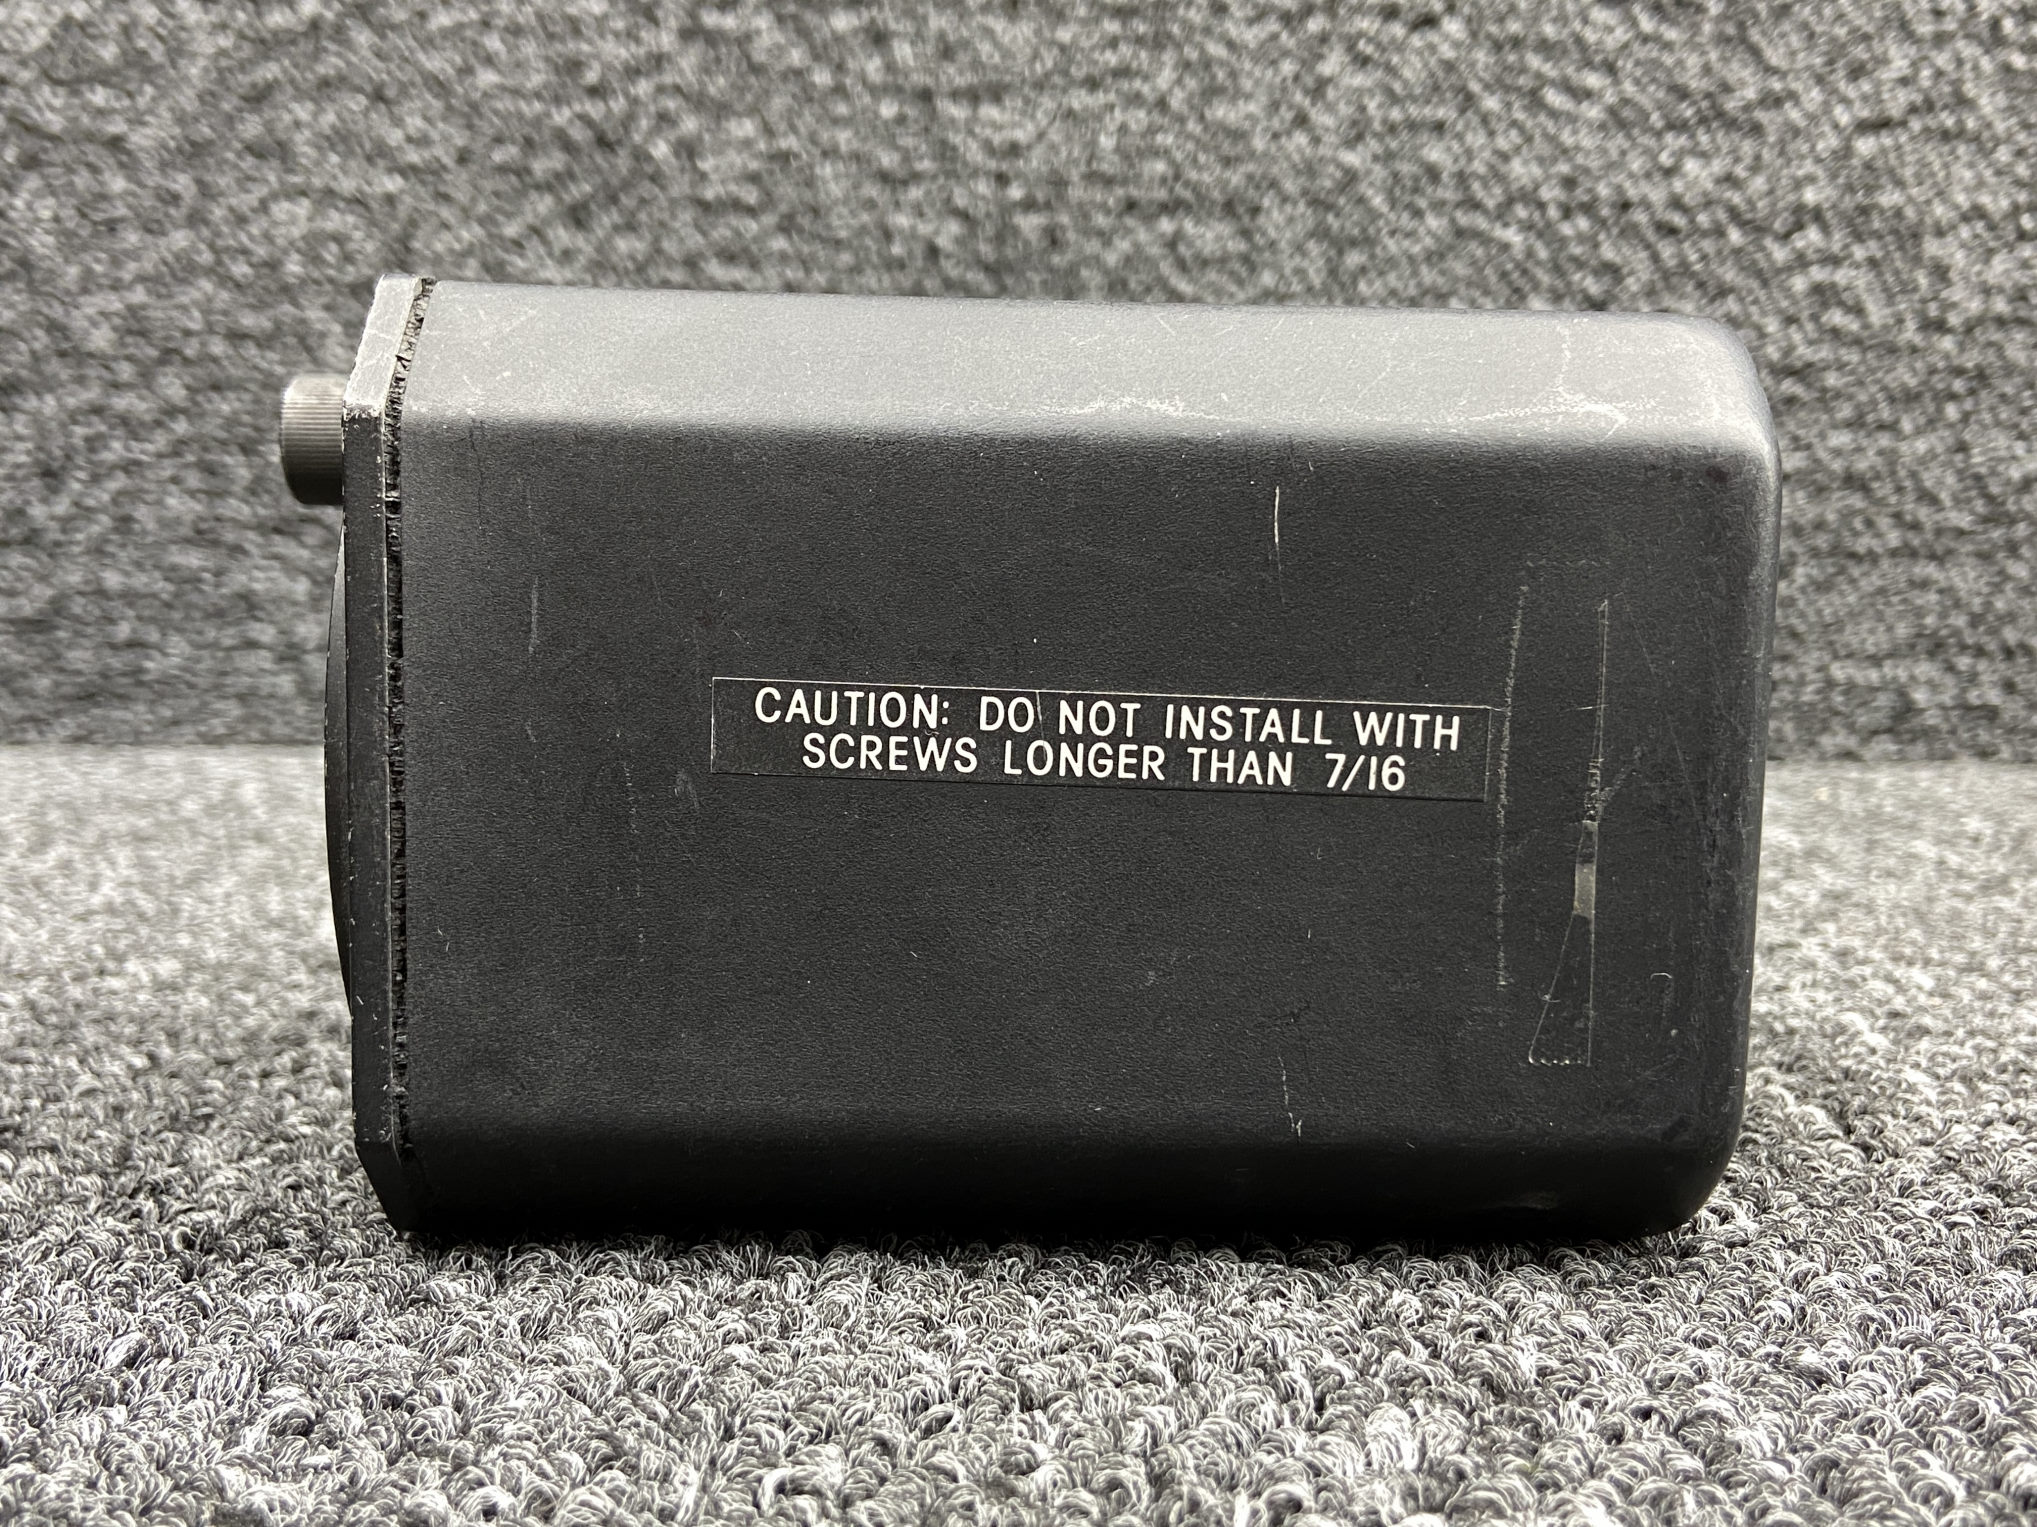 CAUTION: DO NOT INSTALL WITH
SCREWS LONGER THAN 7/16